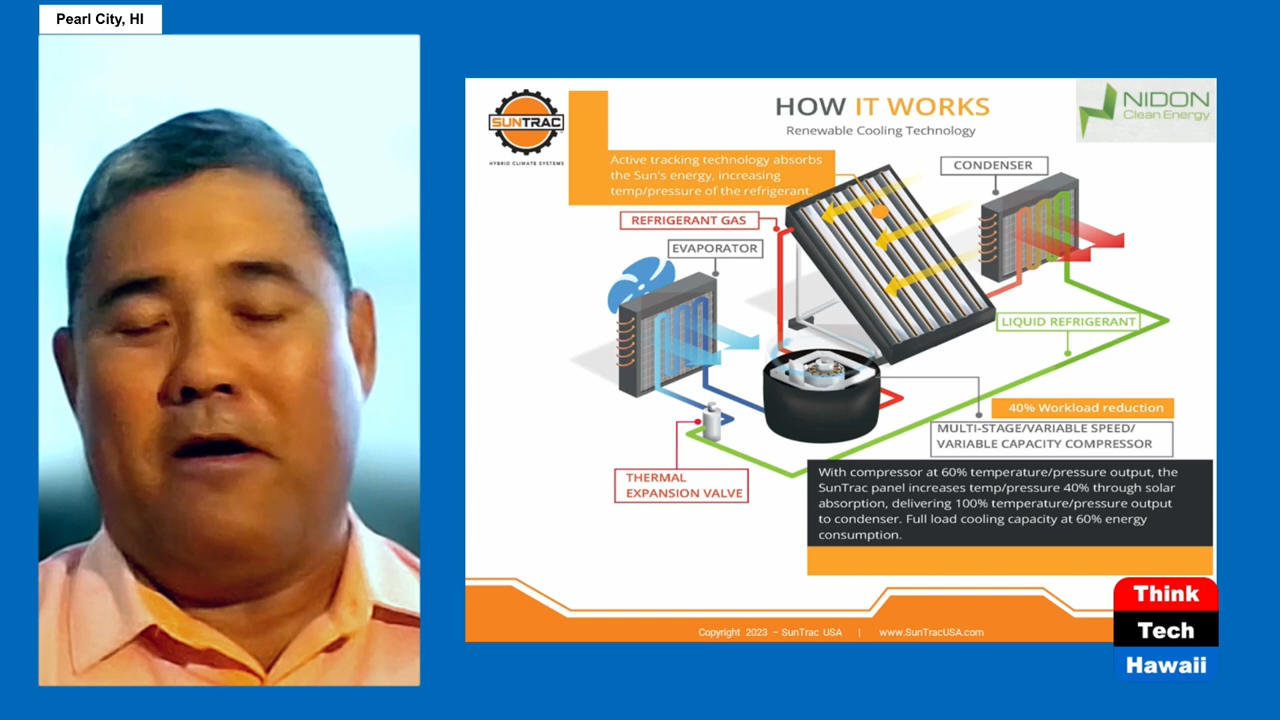 Pearl City, HI
SUNTRAC
HYBRID CLIMATE SYSTEMS
HOW IT WORKS
Renewable Cooling Technology
NIDON
Clean Energy
Active tracking technology absorbs
the Sun's energy, increasing
temp/pressure of the refrigerant.
CONDENSER
REFRIGERANT GAS
EVAPORATOR
LIQUID REFRIGERANT
40% Workload reduction
MULTI-STAGE/VARIABLE SPEED/
VARIABLE CAPACITY COMPRESSOR
THERMAL
EXPANSION VALVE
With compressor at 60% temperature/pressure output, the
SunTrac panel increases temp/pressure 40% through solar
absorption, delivering 100% temperature/pressure output
to condenser. Full load cooling capacity at 60% energy
consumption.
Copyright 2023 – SunTrac USA | www.SunTracUSA.com
Think
Tech
Hawaii